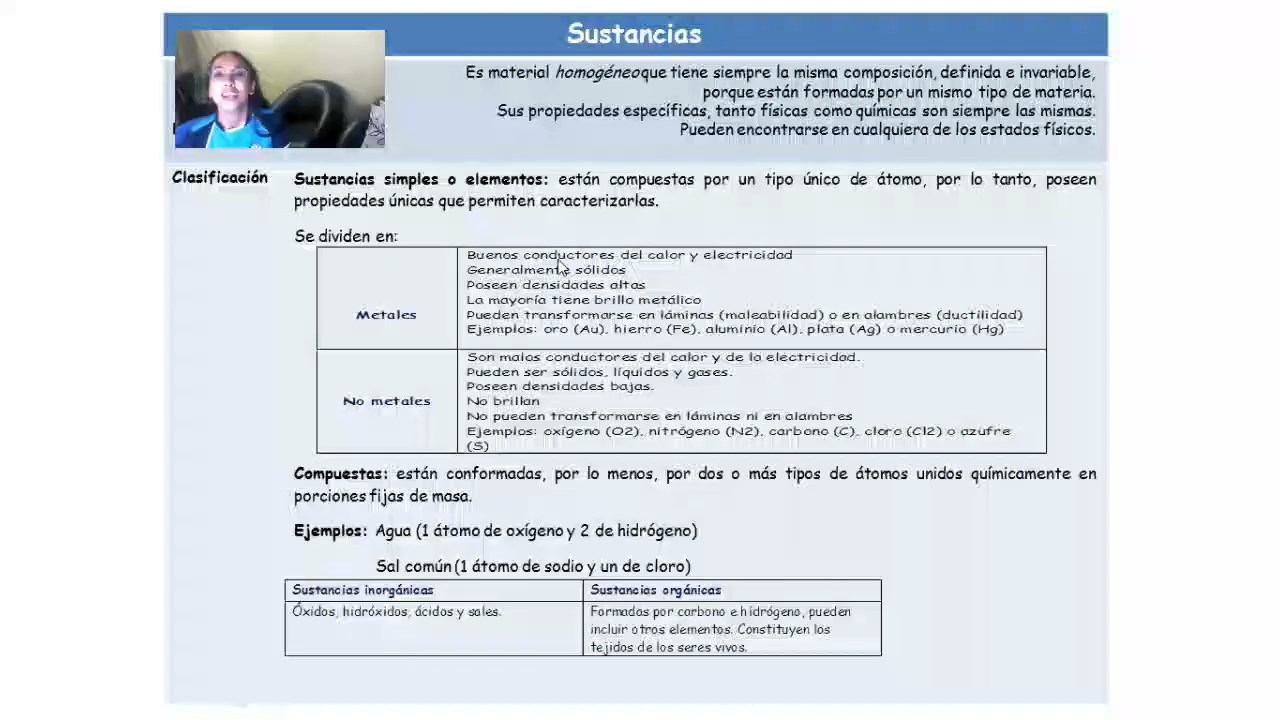 Sustancias
Es material homogéneoque tiene siempre la misma composición, definida e invariable,
porque están formadas por un mismo tipo de materia.
Sus propiedades específicas, tanto físicas como químicas son siempre las mismas.
Pueden encontrarse en cualquiera de los estados físicos.
Clasificación
Sustancias simples o elementos: están compuestas por un tipo único de átomo, por lo tanto, poseen
propiedades únicas que permiten caracterizarlas.
Se dividen en:
Metales
Buenos conductores del calor y electricidad
Generalmente sólidos
Poseen densidades altas
La mayoría tiene brillo metálico
Pueden transformarse en láminas (maleabilidad) o en alambres (ductilidad)
Ejemplos: oro (Au), hierro (Fe), aluminio (Al), plata (Ag) o mercurio (Hg)
No metales
Son malos conductores del calor y de la electricidad.
Pueden ser sólidos, líquidos y gases.
Poseen densidades bajas.
No brillan
No pueden transformarse en láminas ni en alambres
Ejemplos: oxígeno (O2), nitrógeno (N2), carbono (C), cloro (Cl2) o azufre
(S)
Compuestas: están conformadas, por lo menos, por dos o más tipos de átomos unidos químicamente en
porciones fijas de masa.
Ejemplos: Agua (1 átomo de oxígeno y 2 de hidrógeno)
Sal común (1 átomo de sodio y un de cloro)
Sustancias inorgánicas
Óxidos, hidróxidos, ácidos y sales.
Sustancias orgánicas
Formadas por carbono e hidrógeno, pueden
incluir otros elementos. Constituyen los
tejidos de los seres vivos.